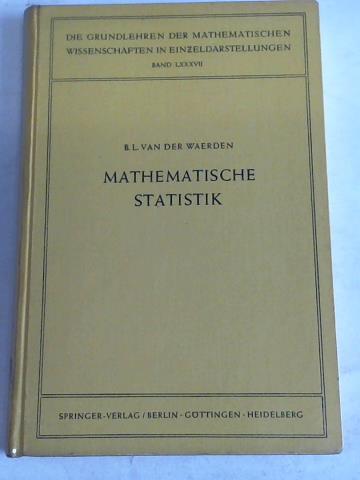 DIE GRUNDLEHREN DER MATHEMATISCHEN
WISSENSCHAFTEN IN EINZELDARSTELLUNGEN
BAND LXXXVII
B. L. VAN DER WAERDEN
MATHEMATISCHE
STATISTIK
SPRINGER-VERLAG / BERLIN - GÖTTINGEN - HEIDELBERG